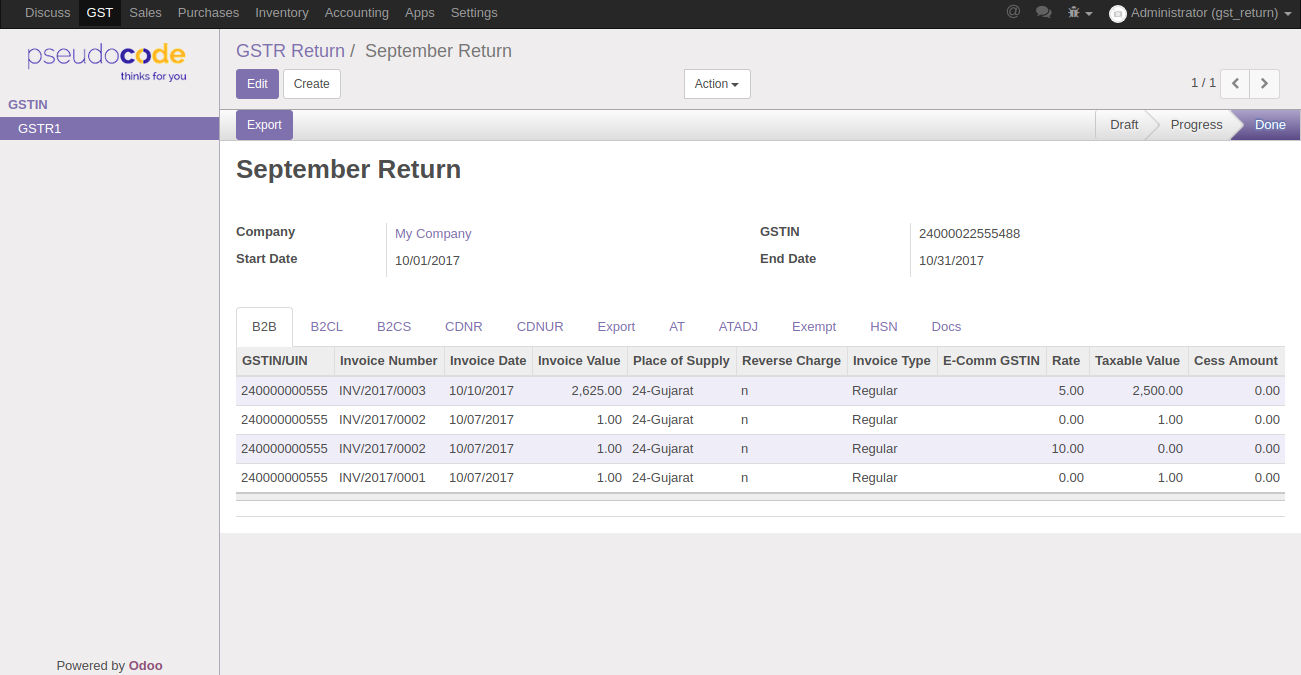 Discuss GST Sales Purchases Inventory Accounting Apps Settings @ Administrator (gst_return)
pseudocode
thinks for you
GSTIN
GSTR1
Powered by Odoo
GSTR Return / September Return
Edit Create Action 1 / 1
Export Draft Progress Done
September Return
Company My Company GSTIN 24000022555488
Start Date 10/01/2017 End Date 10/31/2017
B2B B2CL B2CS CDNR CDNUR Export AT ATADJ Exempt HSN Docs
GSTIN/UIN Invoice Number Invoice Date Invoice Value Place of Supply Reverse Charge Invoice Type E-Comm GSTIN Rate Taxable Value Cess Amount
240000000555 INV/2017/0003 10/10/2017 2,625.00 24-Gujarat n Regular 5.00 2,500.00 0.00
240000000555 INV/2017/0002 10/07/2017 1.00 24-Gujarat n Regular 0.00 1.00 0.00
240000000555 INV/2017/0002 10/07/2017 1.00 24-Gujarat n Regular 10.00 0.00 0.00
240000000555 INV/2017/0001 10/07/2017 1.00 24-Gujarat n Regular 0.00 1.00 0.00